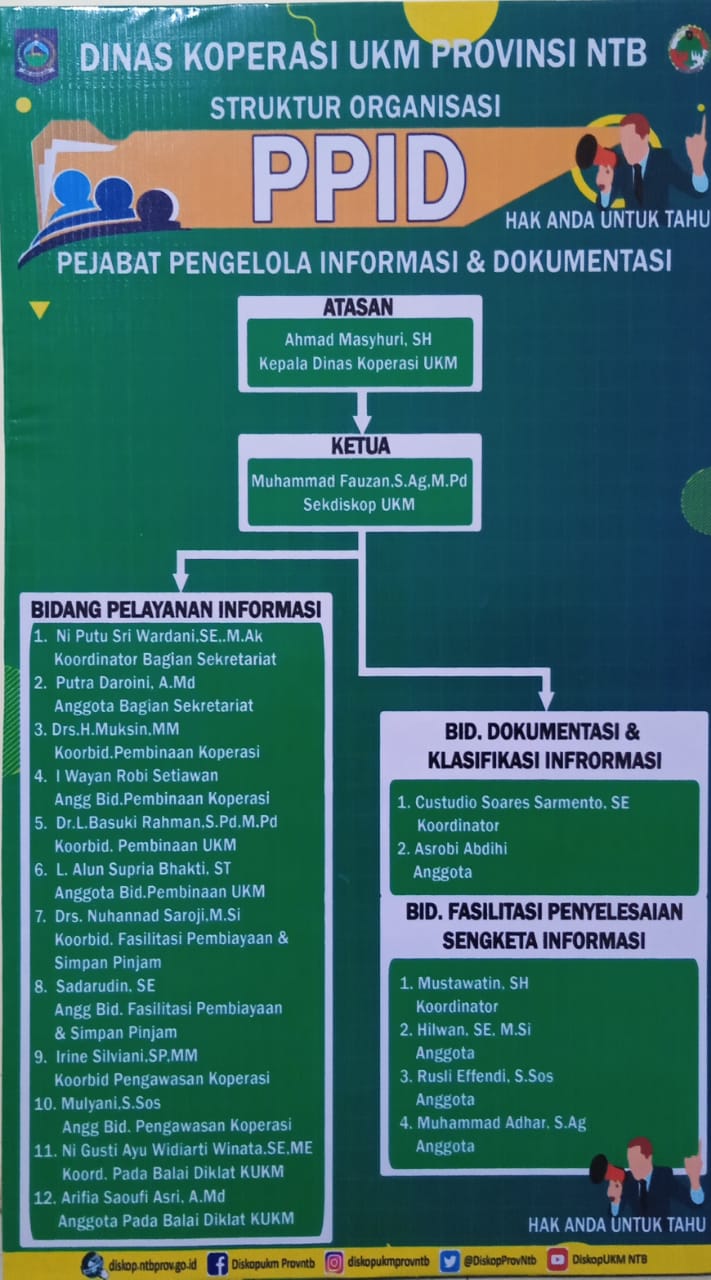 DINAS KOPERASI UKM PROVINSI NTB
STRUKTUR ORGANISASI
PPID
HAK ANDA UNTUK TAHU
PEJABAT PENGELOLA INFORMASI & DOKUMENTASI
ATASAN
Ahmad Masyhuri, SH
Kepala Dinas Koperasi UKM
KETUA
Muhammad Fauzan,S.Ag,M.Pd
Sekdiskop UKM
BIDANG PELAYANAN INFORMASI
1. Ni Putu Sri Wardani,SE,.M.Ak
Koordinator Bagian Sekretariat
2. Putra Daroini, A.Md
Anggota Bagian Sekretariat
3. Drs.H.Muksin,MM
Koorbid.Pembinaan Koperasi
4. I Wayan Robi Setiawan
Angg Bid.Pembinaan Koperasi
5. Dr.L.Basuki Rahman,S.Pd,M.Pd
Koorbid. Pembinaan UKM
6. L. Alun Supria Bhakti, ST
Anggota Bid.Pembinaan UKM
7. Drs. Nuhannad Saroji,M.Si
Koorbid. Fasilitasi Pembiayaan &
Simpan Pinjam
8. Sadarudin, SE
Angg Bid. Fasilitasi Pembiayaan
& Simpan Pinjam
9. Irine Silviani,SP,MM
Koorbid Pengawasan Koperasi
10. Mulyani,S.Sos
Angg Bid. Pengawasan Koperasi
11. Ni Gusti Ayu Widiarti Winata,SE,ME
Koord. Pada Balai Diklat KUKM
12. Arifia Saoufi Asri, A.Md
Anggota Pada Balai Diklat KUKM
BID. DOKUMENTASI &
KLASIFIKASI INFRORMASI
1. Custudio Soares Sarmento, SE
Koordinator
2. Asrobi Abdihi
Anggota
BID. FASILITASI PENYELESAIAN
SENGKETA INFORMASI
1. Mustawatin, SH
Koordinator
2. Hilwan, SE, M.Si
Anggota
3. Rusli Effendi, S.Sos
Anggota
4. Muhammad Adhar, S.Ag
Anggota
HAK ANDA UNTUK TAHU
diskop.ntbprov.go.id
Diskopukm Provntb
diskopukmprovntb
@DiskopProvNtb
DiskopUKM NTB